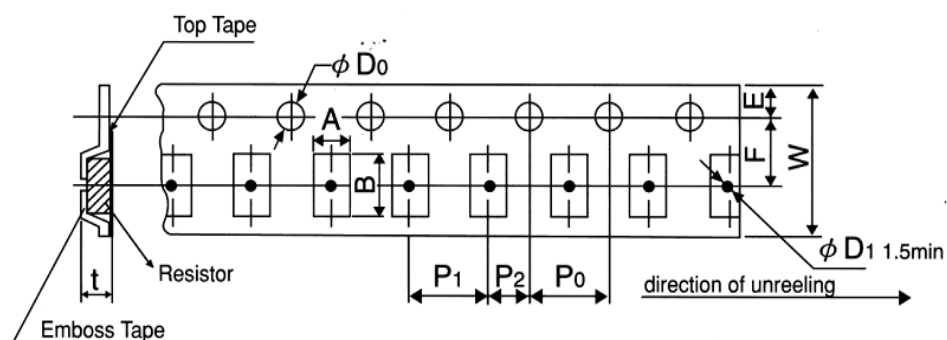 Top Tape
φ D0
A
B
E
F
W
t
Resistor
P1
P2
P0
φ D1 1.5min
direction of unreeling
Emboss Tape